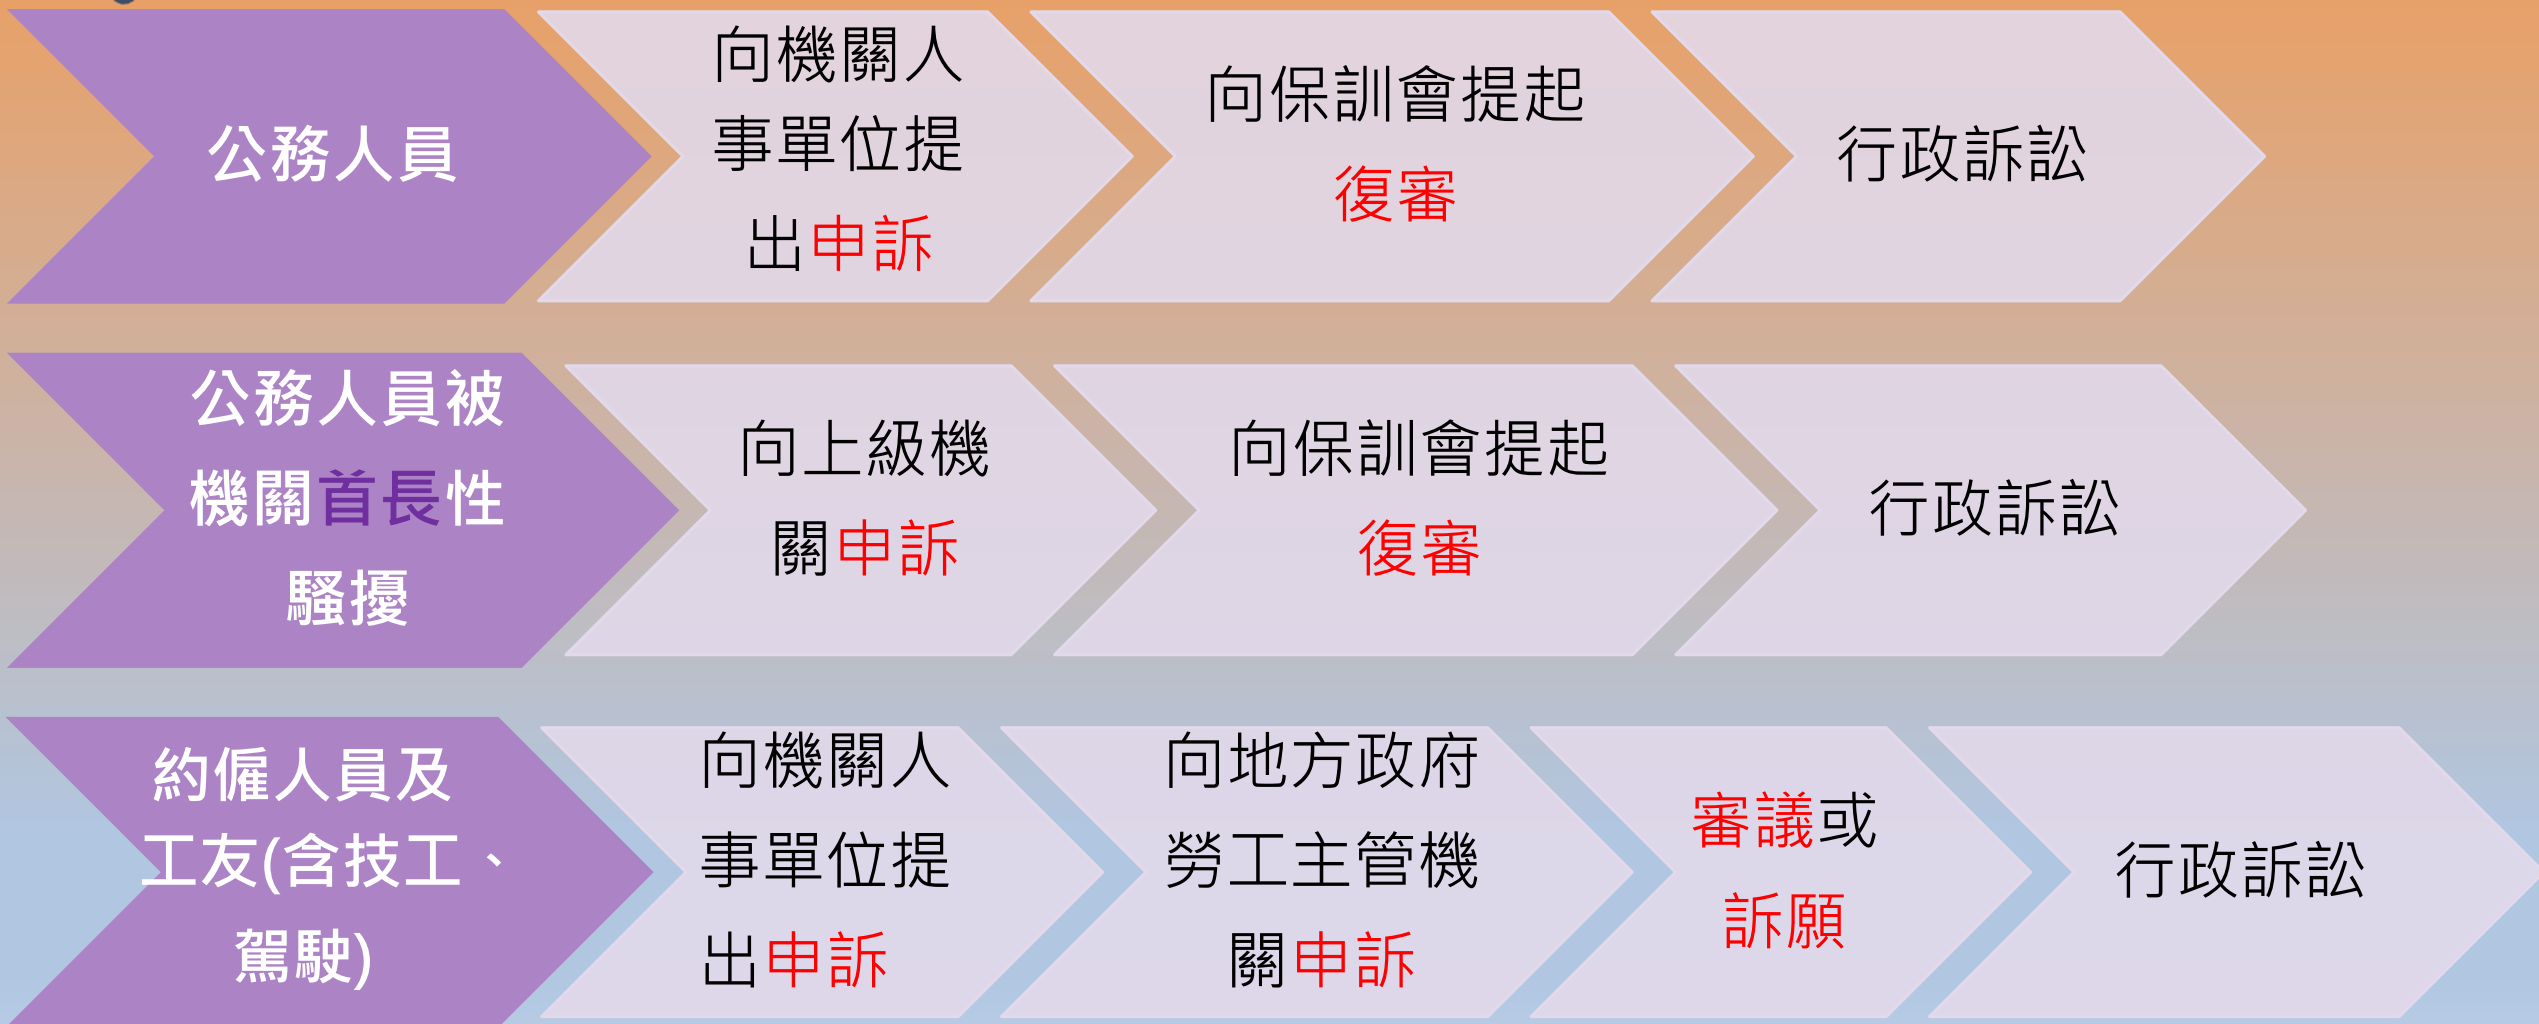 公務人員
向機關人
事單位提
出申訴
向保訓會提起
復審
行政訴訟
公務人員被
機關首長性
騷擾
向上級機
關申訴
向保訓會提起
復審
行政訴訟
約僱人員及
工友(含技工、
駕駛)
向機關人
事單位提
出申訴
向地方政府
勞工主管機
關申訴
審議或
訴願
行政訴訟